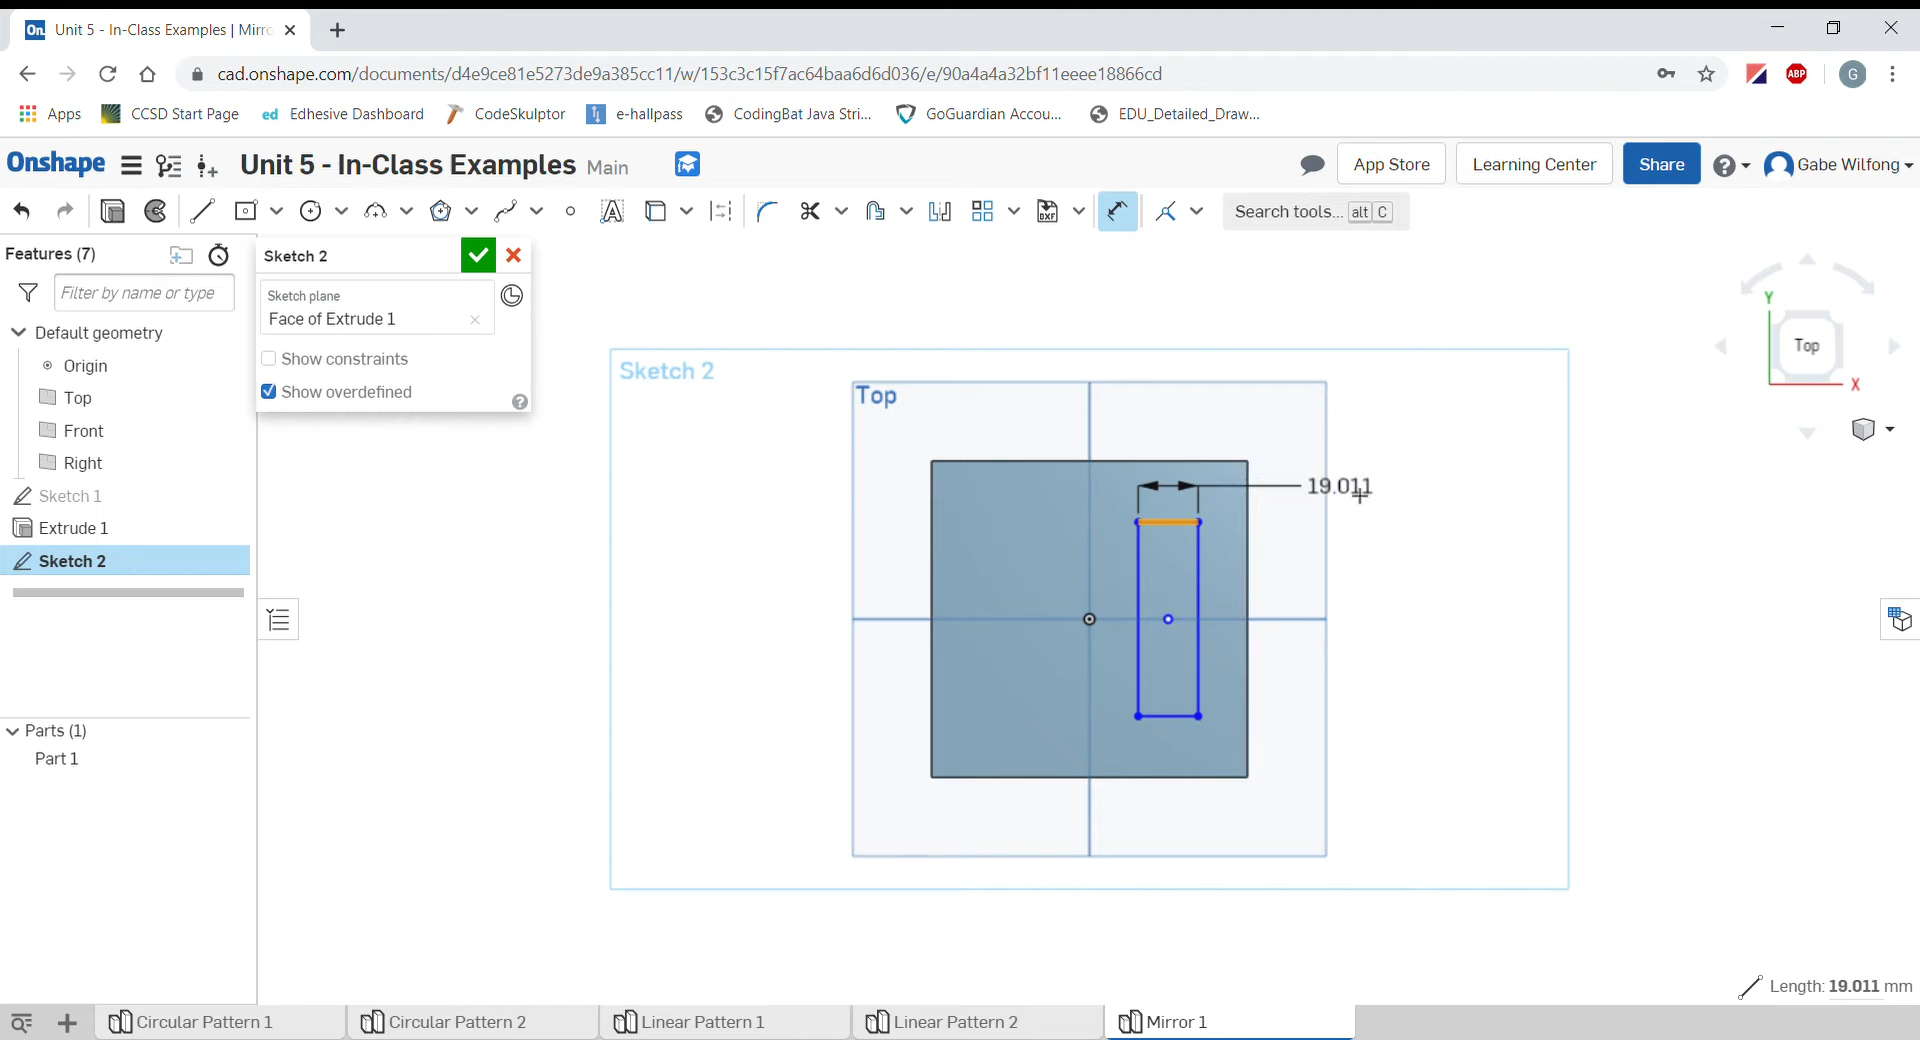 Unit 5 - In-Class Examples | Mirro
cad.onshape.com/documents/d4e9ce81e5273de9a385cc11/w/153c3c15f7ac64baa6d6d036/e/90a4a4a32bf11eeee18866cd
ABP
G
Apps
CCSD Start Page
ed Edhesive Dashboard
CodeSkulptor
e-hallpass
CodingBat Java Stri...
GoGuardian Accou...
EDU_Detailed_Draw...
Onshape
Unit 5 - In-Class Examples Main
App Store
Learning Center
Share
Gabe Wilfong
Search tools... alt C
Features (7)
Filter by name or type
Default geometry
Origin
Top
Front
Right
Sketch 1
Extrude 1
Sketch 2
Parts (1)
Part 1
Sketch 2
Sketch plane
Face of Extrude 1
Show constraints
Show overdefined
Sketch 2
Top
19.011
Y
Top
X
Length: 19.011 mm
Circular Pattern 1
Circular Pattern 2
Linear Pattern 1
Linear Pattern 2
Mirror 1